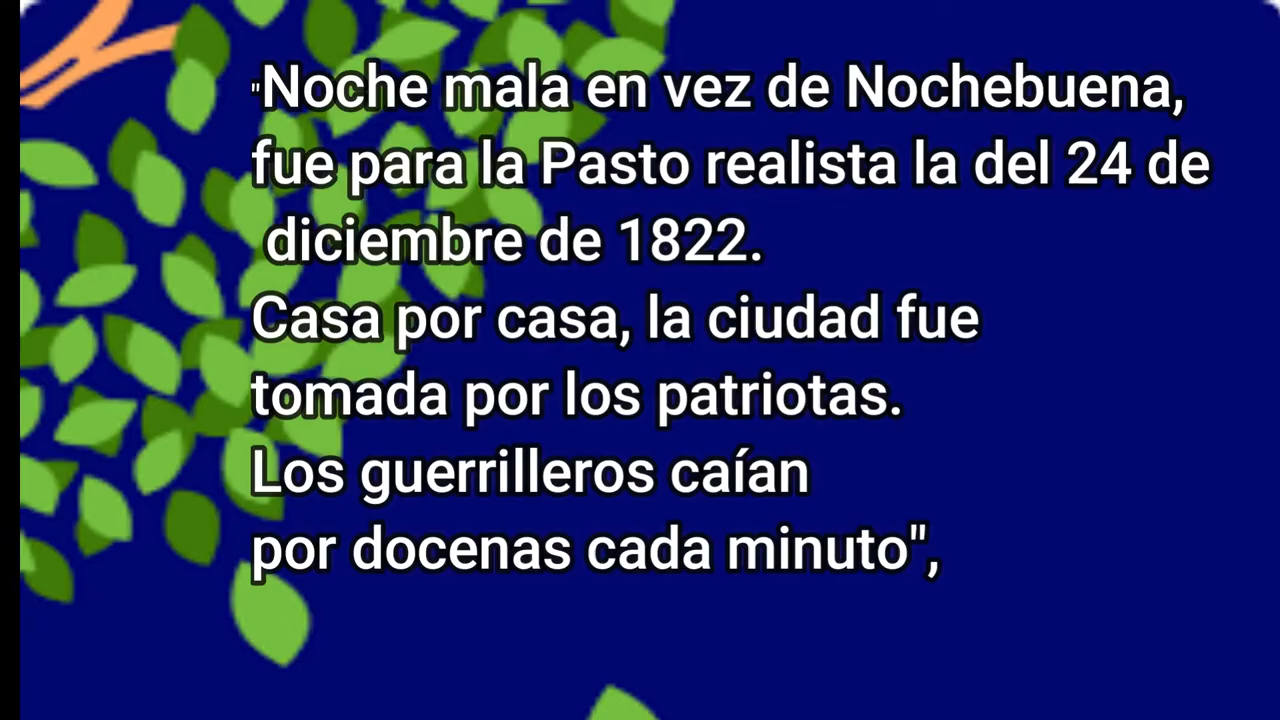 "Noche mala en vez de Nochebuena,
fue para la Pasto realista la del 24 de
diciembre de 1822.
Casa por casa, la ciudad fue
tomada por los patriotas.
Los guerrilleros caían
por docenas cada minuto",